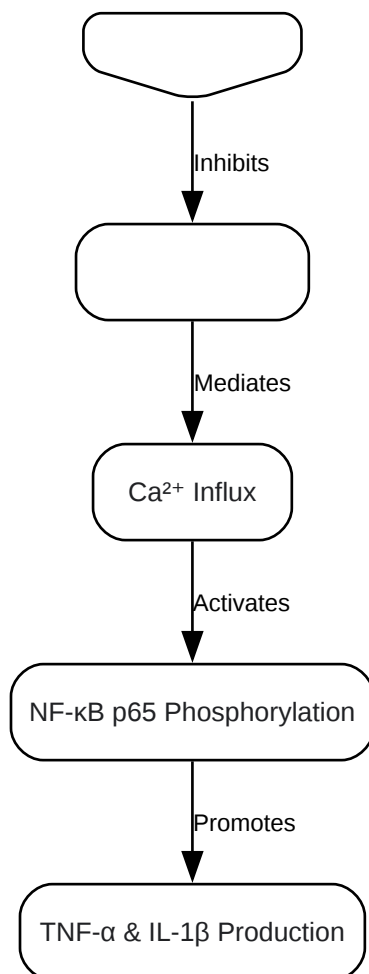 Inhibits
Mediates
Ca²⁺ Influx
Activates
NF-κB p65 Phosphorylation
Promotes
TNF-α & IL-1β Production